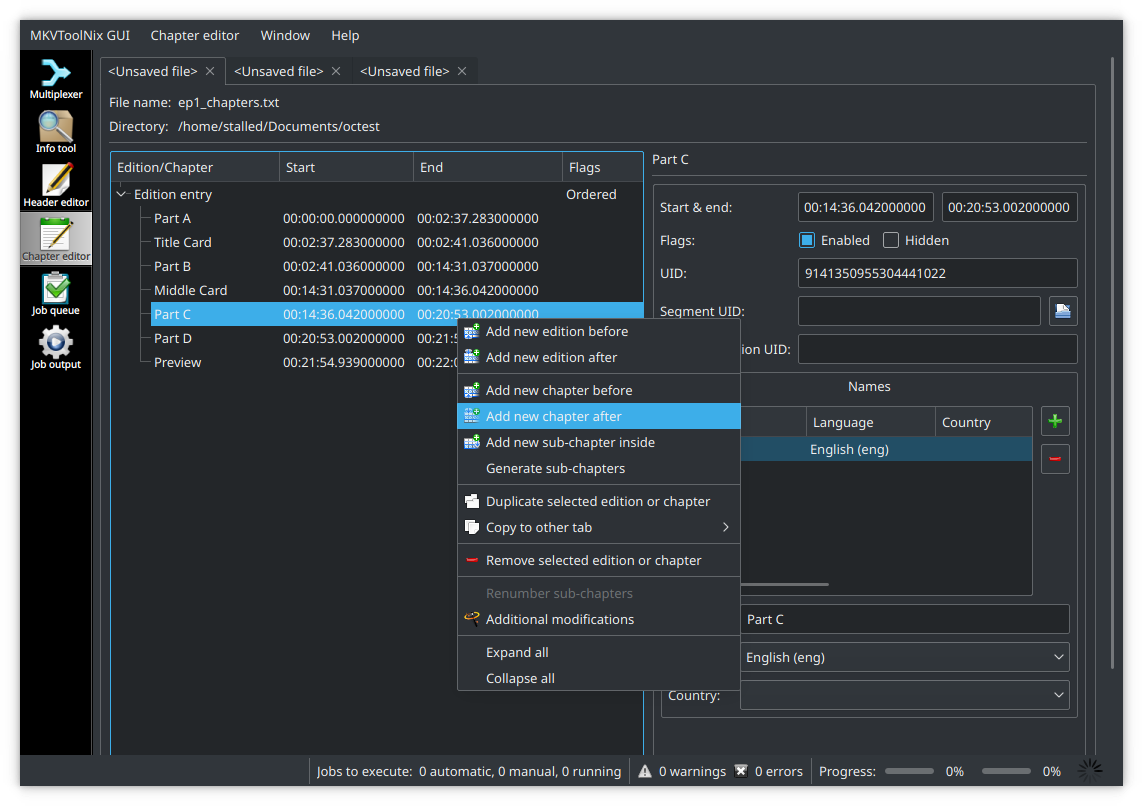 MKVToolNix GUI Chapter editor Window Help
Multiplexer
Info tool
Header editor
Chapter editor
Job queue
Job output
<Unsaved file> <Unsaved file> <Unsaved file>
File name: ep1_chapters.txt
Directory: /home/stalled/Documents/octest
Edition/Chapter Start End Flags
Edition entry Ordered
Part A 00:00:00.000000000 00:02:37.283000000
Title Card 00:02:37.283000000 00:02:41.036000000
Part B 00:02:41.036000000 00:14:31.037000000
Middle Card 00:14:31.037000000 00:14:36.042000000
Part C 00:14:36.042000000 00:20:53.002000000
Part D 00:20:53.002000000 00:21:5
Preview 00:21:54.939000000 00:22:0
Add new edition before
Add new edition after
Add new chapter before
Add new chapter after
Add new sub-chapter inside
Generate sub-chapters
Duplicate selected edition or chapter
Copy to other tab
Remove selected edition or chapter
Renumber sub-chapters
Additional modifications
Expand all
Collapse all
Part C
Start & end: 00:14:36.042000000 00:20:53.002000000
Flags: Enabled Hidden
UID: 9141350955304441022
Segment UID:
ion UID:
Names
Language Country
English (eng)
Part C
English (eng)
Country:
Jobs to execute: 0 automatic, 0 manual, 0 running 0 warnings 0 errors Progress: 0% 0%